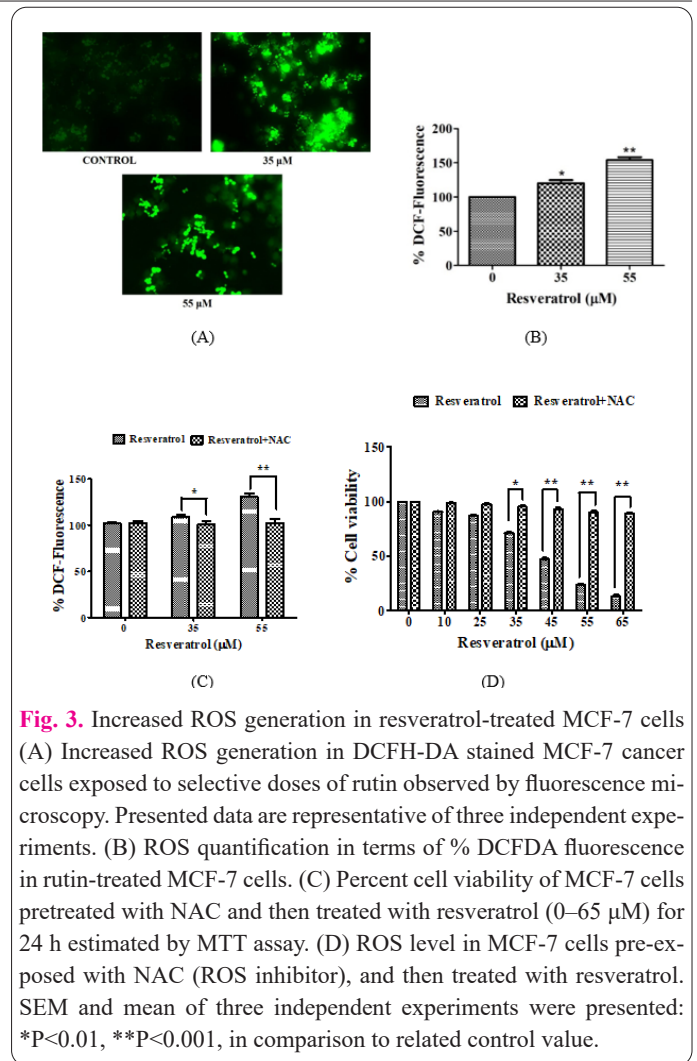 CONTROL
35 μM
55 μM
(A)
% DCF-Fluorescence
200
150
100
50
0
*
**
0 35 55
Resveratrol (μM)
(B)
Resveratrol Resveratrol+NAC
% DCF-Fluorescence
150
100
50
0
*
**
0 35 55
Resveratrol (μM)
(C)
Resveratrol Resveratrol+NAC
% Cell viability
150
100
50
0
* ** ** **
0 10 25 35 45 55 65
Resveratrol (μM)
(D)
Fig. 3. Increased ROS generation in resveratrol-treated MCF-7 cells
(A) Increased ROS generation in DCFH-DA stained MCF-7 cancer
cells exposed to selective doses of rutin observed by fluorescence mi-
croscopy. Presented data are representative of three independent expe-
riments. (B) ROS quantification in terms of % DCFDA fluorescence
in rutin-treated MCF-7 cells. (C) Percent cell viability of MCF-7 cells
pretreated with NAC and then treated with resveratrol (0–65 μM) for
24 h estimated by MTT assay. (D) ROS level in MCF-7 cells pre-ex-
posed with NAC (ROS inhibitor), and then treated with resveratrol.
SEM and mean of three independent experiments were presented:
*P<0.01, **P<0.001, in comparison to related control value.